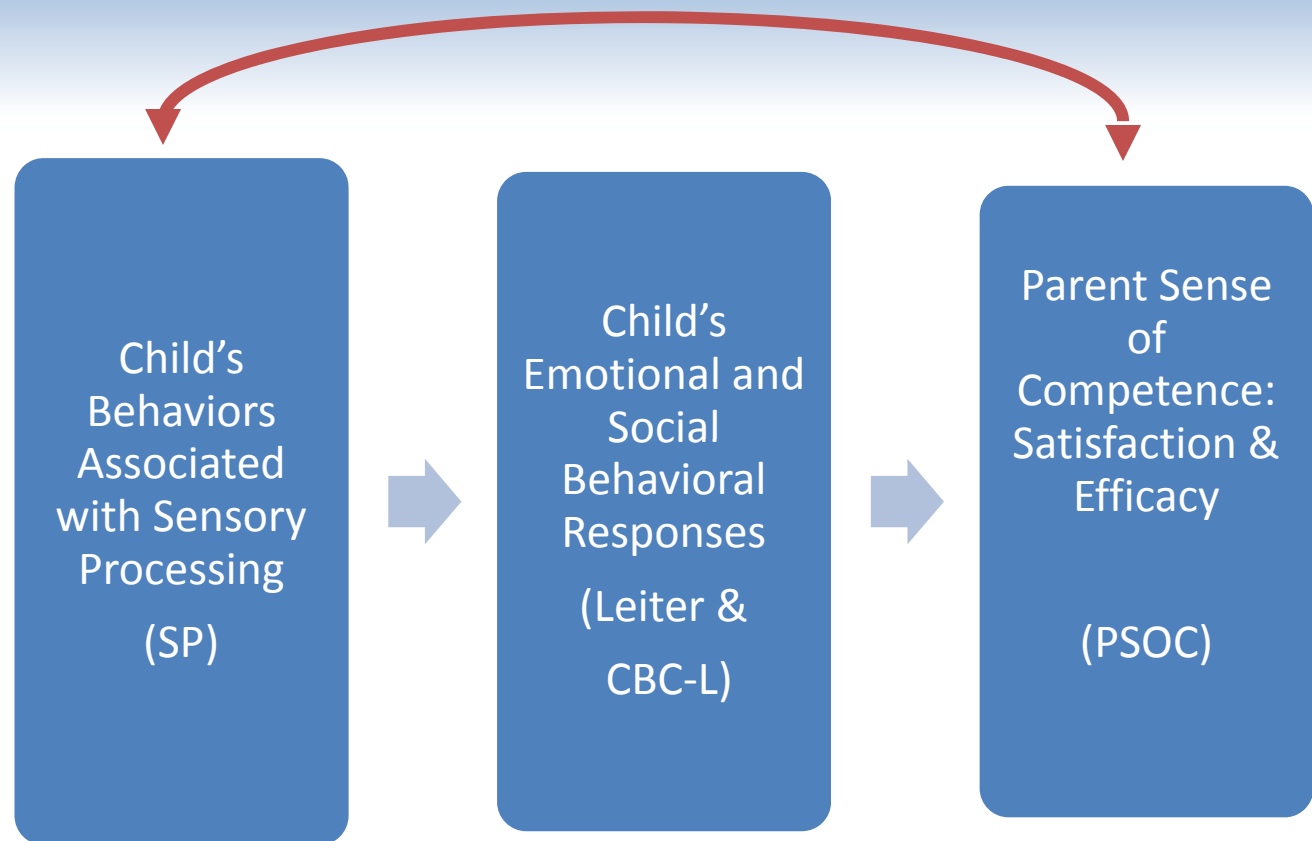 Child’s
Behaviors
Associated
with Sensory
Processing
(SP)
Child’s
Emotional and
Social
Behavioral
Responses
(Leiter &
CBC-L)
Parent Sense
of
Competence:
Satisfaction &
Efficacy
(PSOC)